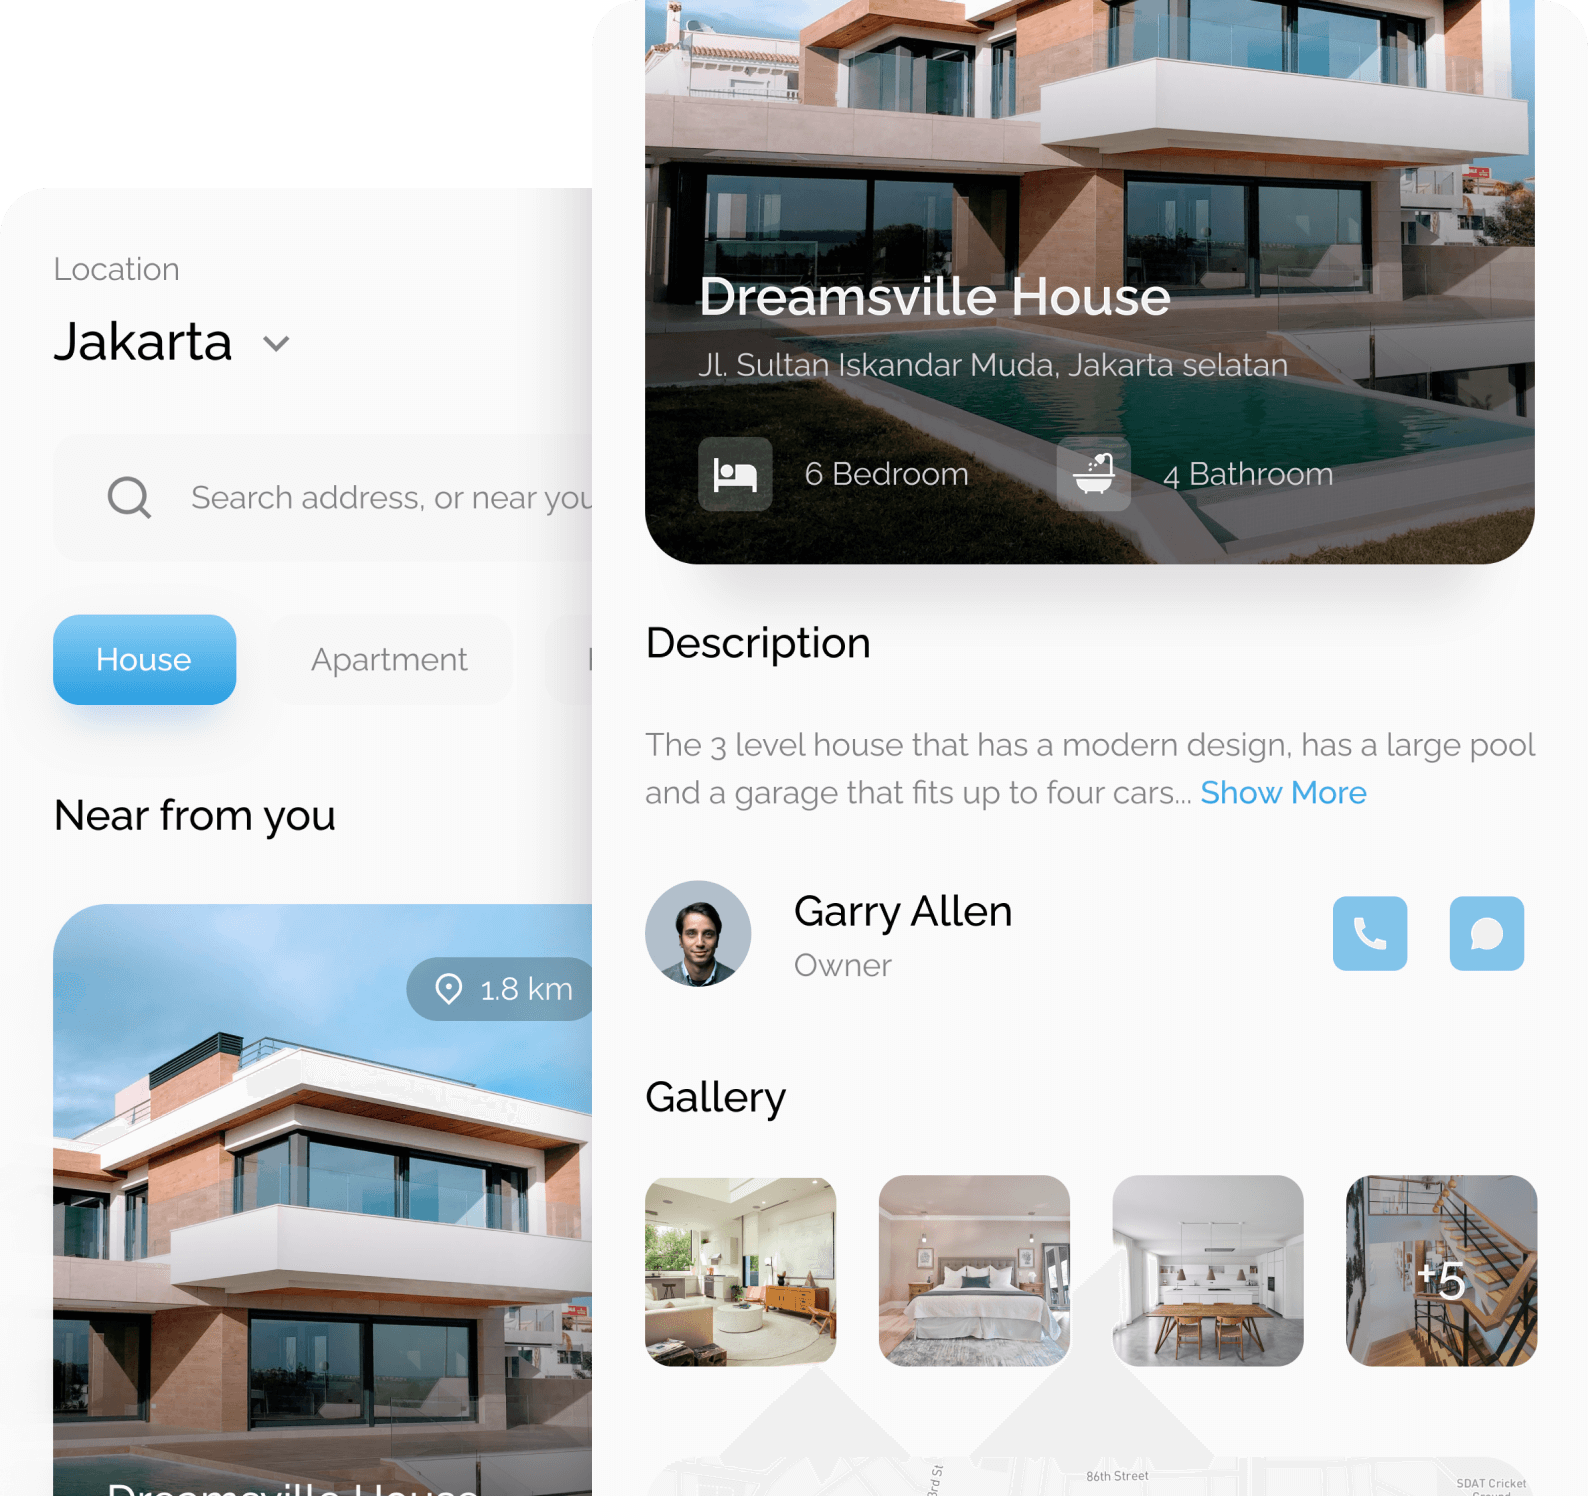 Location
Jakarta
Search address, or near you
House
Apartment
Near from you
1.8 km
Dreamsville House
Dreamsville House
Jl. Sultan Iskandar Muda, Jakarta selatan
6 Bedroom
4 Bathroom
Description
The 3 level house that has a modern design, has a large pool
and a garage that fits up to four cars... Show More
Garry Allen
Owner
Gallery
+5
3rd St
86th Street
SDAT Cricket
Ground